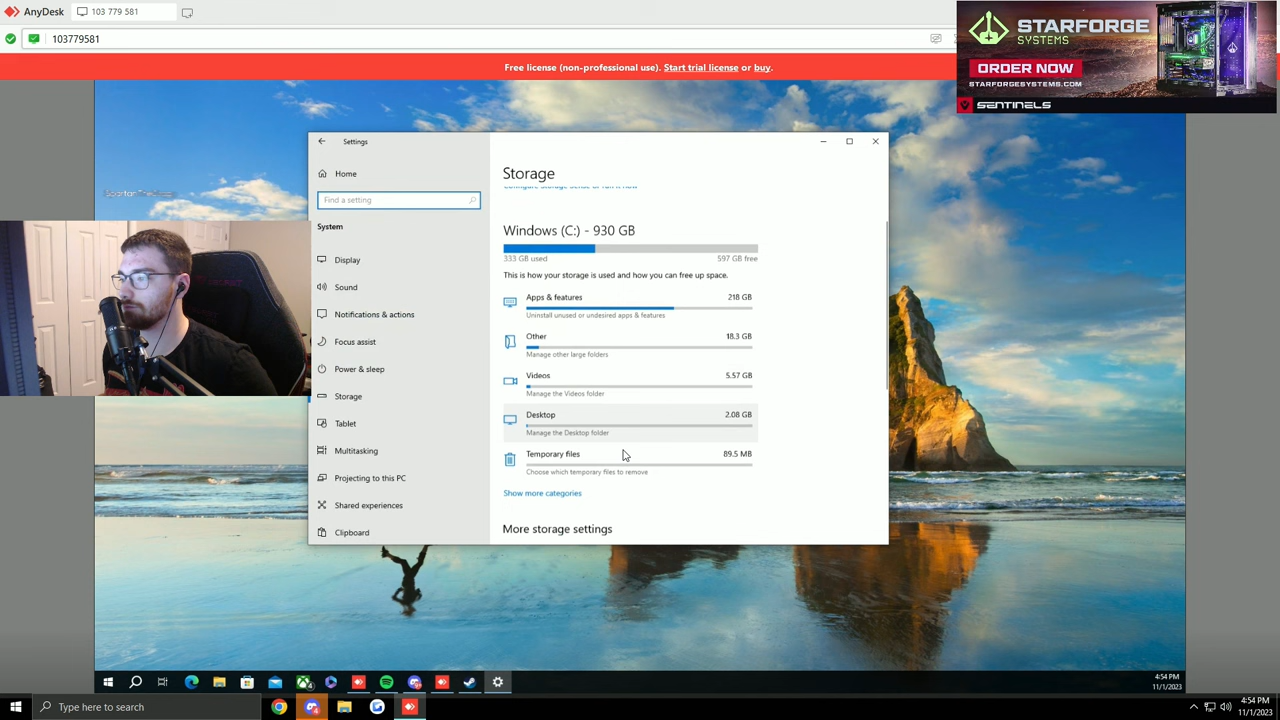 AnyDesk
103 779 581
103779581
STARFORGE
SYSTEMS
ORDER NOW
STARFORGESYSTEMS.COM
SENTINELS
Free license (non-professional use). Start trial license or buy.
Settings
Home
Find a setting
System
Display
Sound
Notifications & actions
Focus assist
Power & sleep
Storage
Tablet
Multitasking
Projecting to this PC
Shared experiences
Clipboard
Storage
Configure Storage Sense or run it now
Windows (C:) - 930 GB
333 GB used
597 GB free
This is how your storage is used and how you can free up space.
Apps & features
218 GB
Uninstall unused or undesired apps & features
Other
18.3 GB
Manage other large folders
Videos
5.57 GB
Manage the Videos folder
Desktop
2.08 GB
Manage the Desktop folder
Temporary files
89.5 MB
Choose which temporary files to remove
Show more categories
More storage settings
4:54 PM
11/1/2023
Type here to search
4:54 PM
11/1/2023